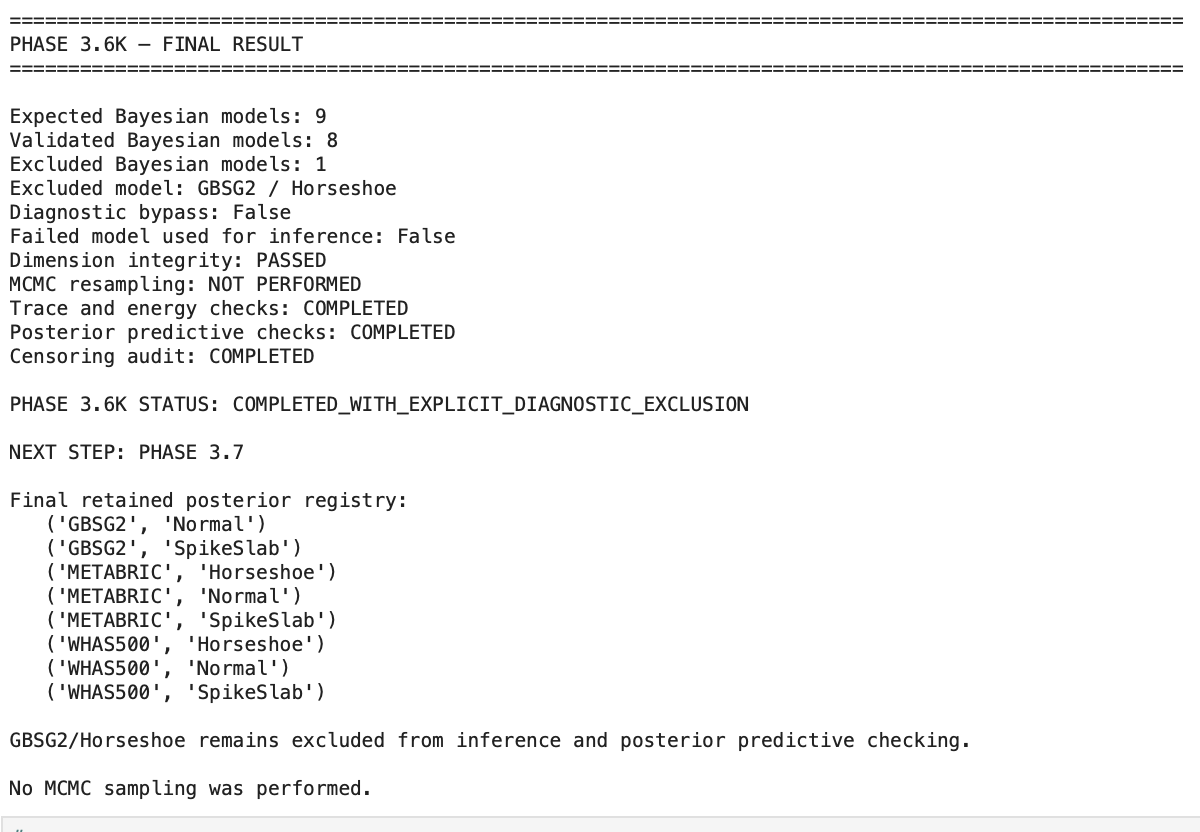 ====================================================================================================
PHASE 3.6K — FINAL RESULT
====================================================================================================
Expected Bayesian models: 9
Validated Bayesian models: 8
Excluded Bayesian models: 1
Excluded model: GBSG2 / Horseshoe
Diagnostic bypass: False
Failed model used for inference: False
Dimension integrity: PASSED
MCMC resampling: NOT PERFORMED
Trace and energy checks: COMPLETED
Posterior predictive checks: COMPLETED
Censoring audit: COMPLETED
PHASE 3.6K STATUS: COMPLETED_WITH_EXPLICIT_DIAGNOSTIC_EXCLUSION
NEXT STEP: PHASE 3.7
Final retained posterior registry:
('GBSG2', 'Normal')
('GBSG2', 'SpikeSlab')
('METABRIC', 'Horseshoe')
('METABRIC', 'Normal')
('METABRIC', 'SpikeSlab')
('WHAS500', 'Horseshoe')
('WHAS500', 'Normal')
('WHAS500', 'SpikeSlab')
GBSG2/Horseshoe remains excluded from inference and posterior predictive checking.
No MCMC sampling was performed.